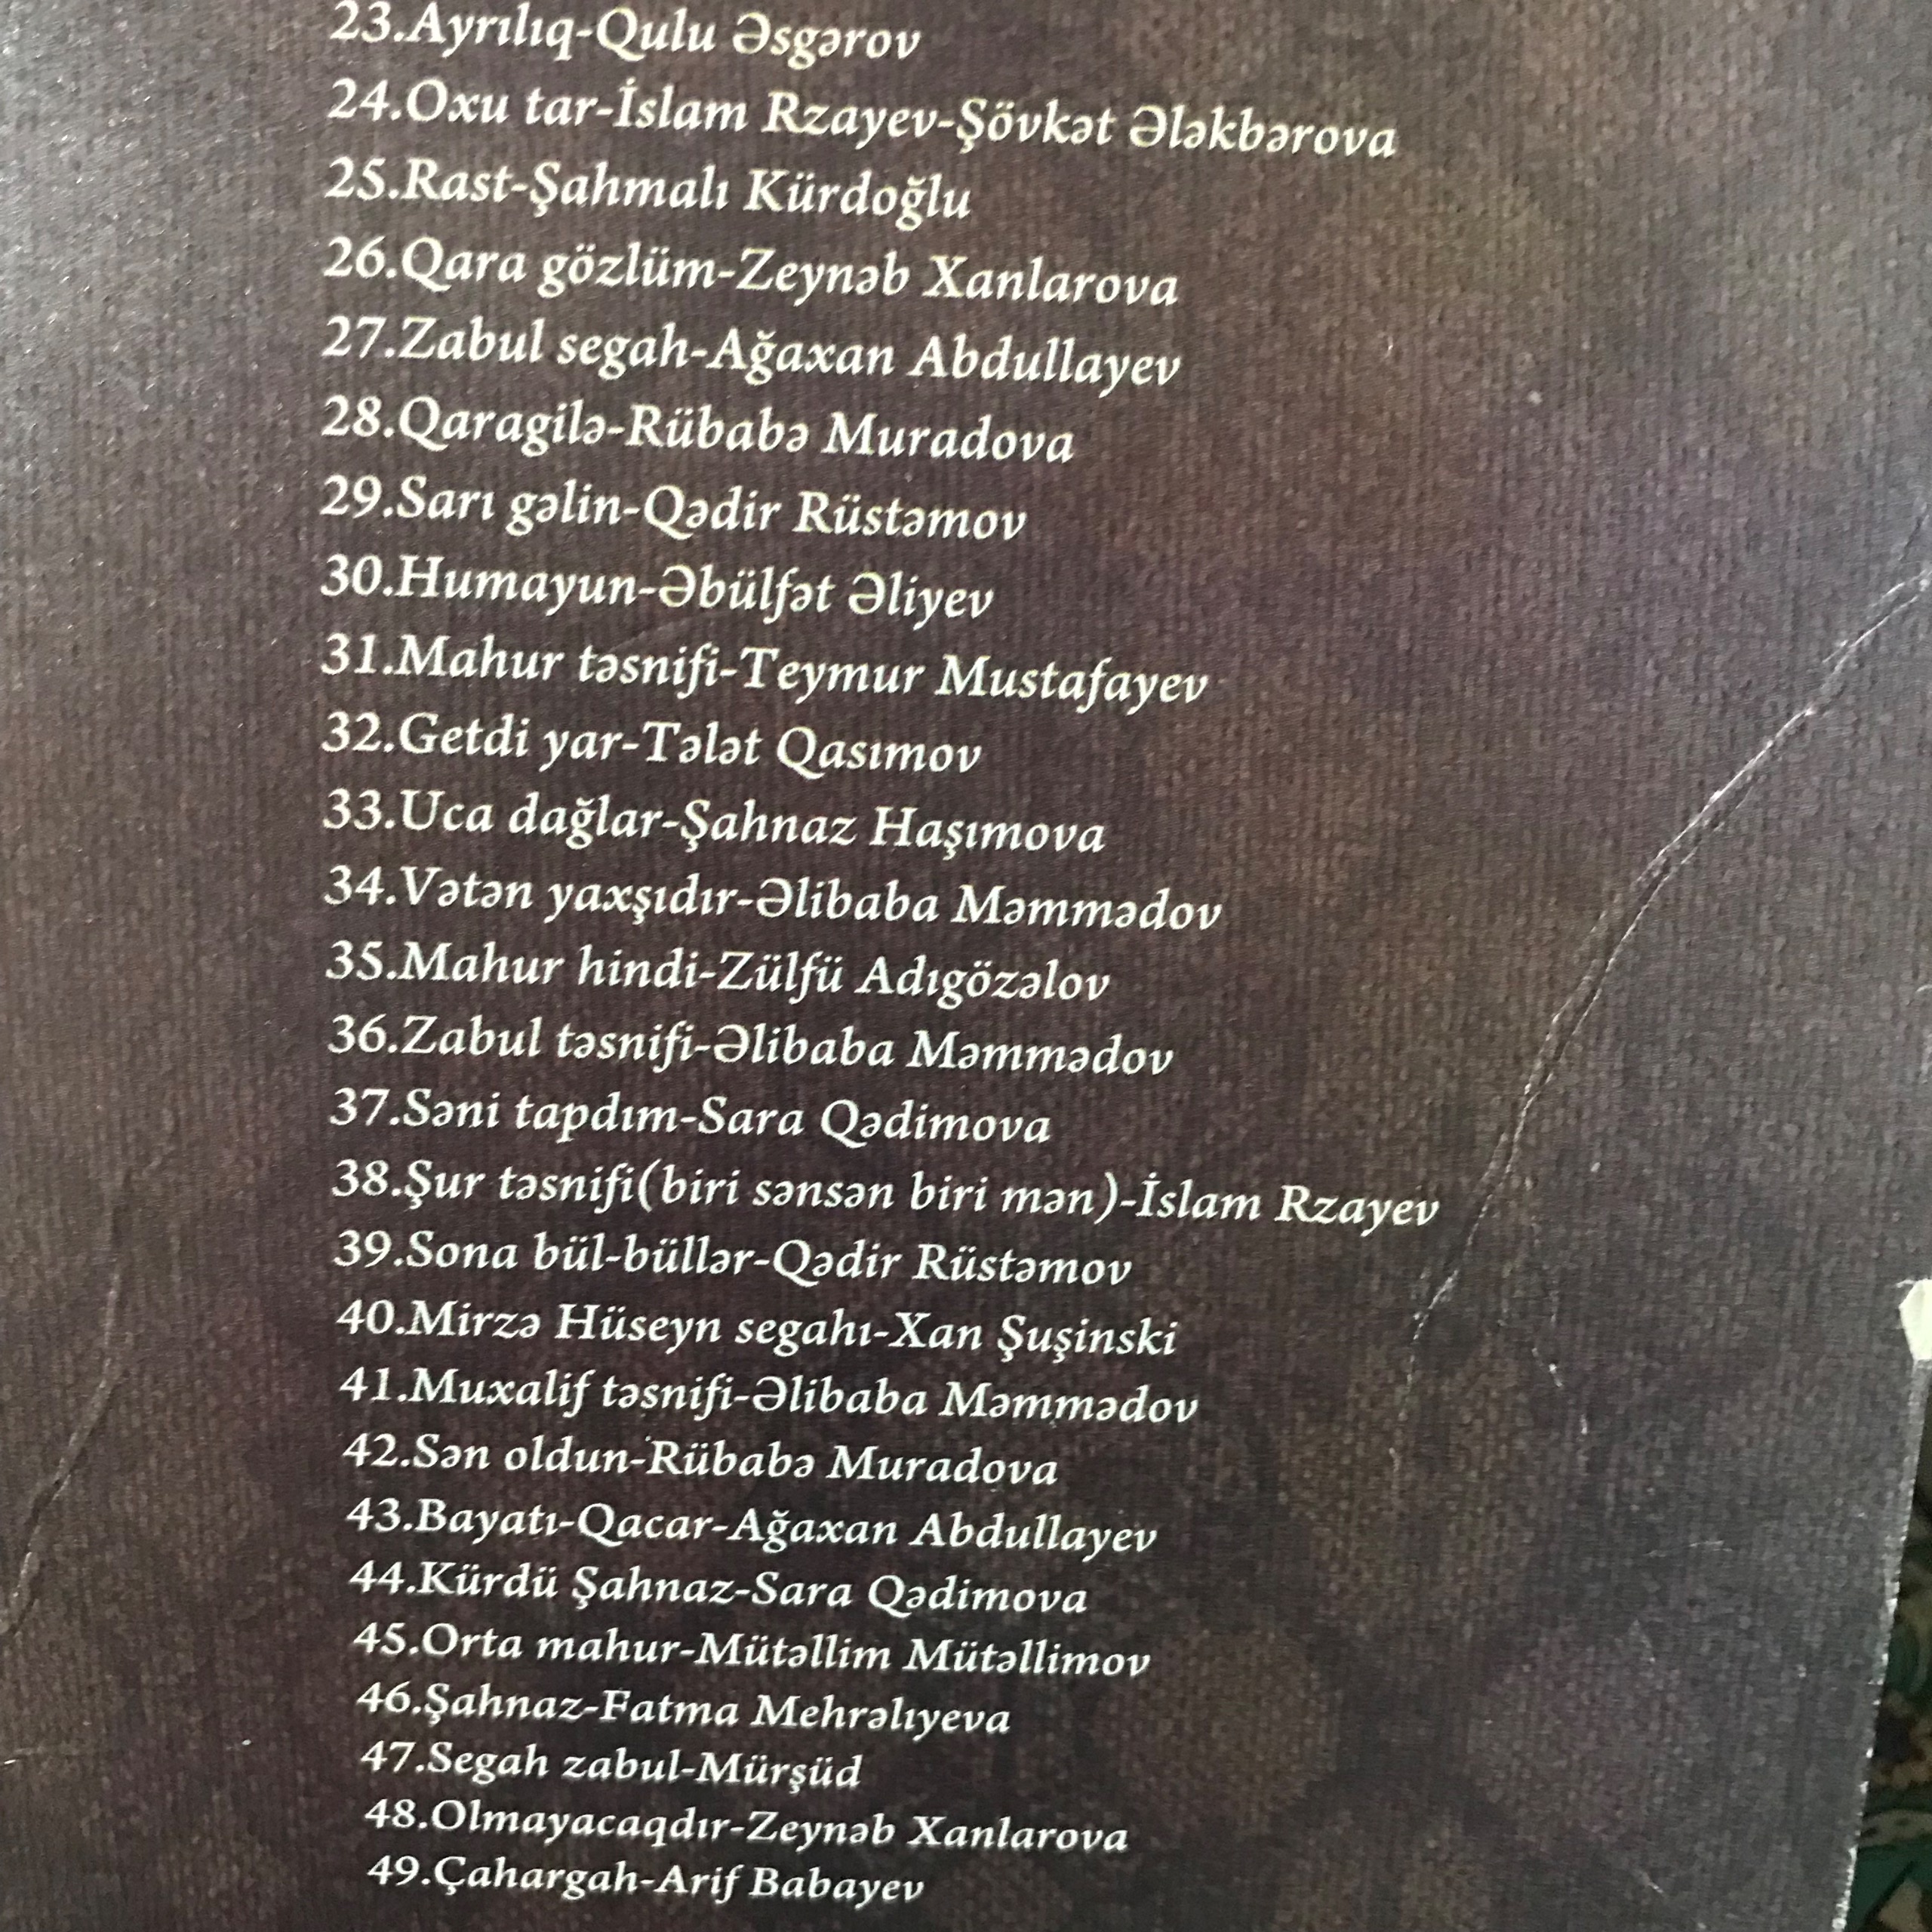 23.Ayrılıq-Qulu Əsgərov
24.Oxu tar-İslam Rzayev-Şövkət Ələkbərova
25.Rast-Şahmalı Kürdoğlu
26.Qara gözlüm-Zeynəb Xanlarova
27.Zabul segah-Ağaxan Abdullayev
28.Qaragilə-Rübabə Muradova
29.Sarı gəlin-Qədir Rüstəmov
30.Humayun-Əbülfət Əliyev
31.Mahur təsnifi-Teymur Mustafayev
32.Getdi yar-Tələt Qasımov
33.Uca dağlar-Şahnaz Haşımova
34.Vətən yaxşıdır-Əlibaba Məmmədov
35.Mahur hindi-Zülfü Adıgözəlov
36.Zabul təsnifi-Əlibaba Məmmədov
37.Səni tapdım-Sara Qədimova
38.Şur təsnifi(biri sənsən biri mən)-İslam Rzayev
39.Sona bül-büllər-Qədir Rüstəmov
40.Mirzə Hüseyn segahı-Xan Şuşinski
41.Muxalif təsnifi-Əlibaba Məmmədov
42.Sən oldun-Rübabə Muradova
43.Bayatı-Qacar-Ağaxan Abdullayev
44.Kürdü Şahnaz-Sara Qədimova
45.Orta mahur-Mütəllim Mütəllimov
46.Şahnaz-Fatma Mehrəlıyeva
47.Segah zabul-Mürşüd
48.Olmayacaqdır-Zeynəb Xanlarova
49.Çahargah-Arif Babayev